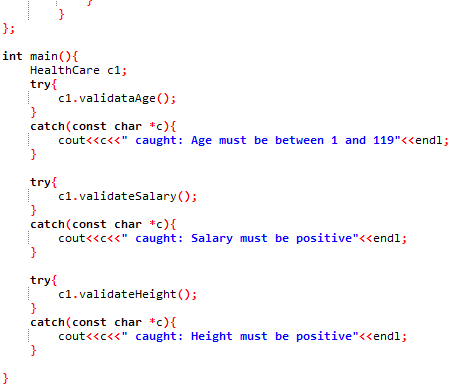 }
}
};
int main(){
HealthCare c1;
try{
c1.validataAge();
}
catch(const char *c){
cout<<c<<" caught: Age must be between 1 and 119"<<endl;
}
try{
c1.validateSalary();
}
catch(const char *c){
cout<<c<<" caught: Salary must be positive"<<endl;
}
try{
c1.validateHeight();
}
catch(const char *c){
cout<<c<<" caught: Height must be positive"<<endl;
}
}